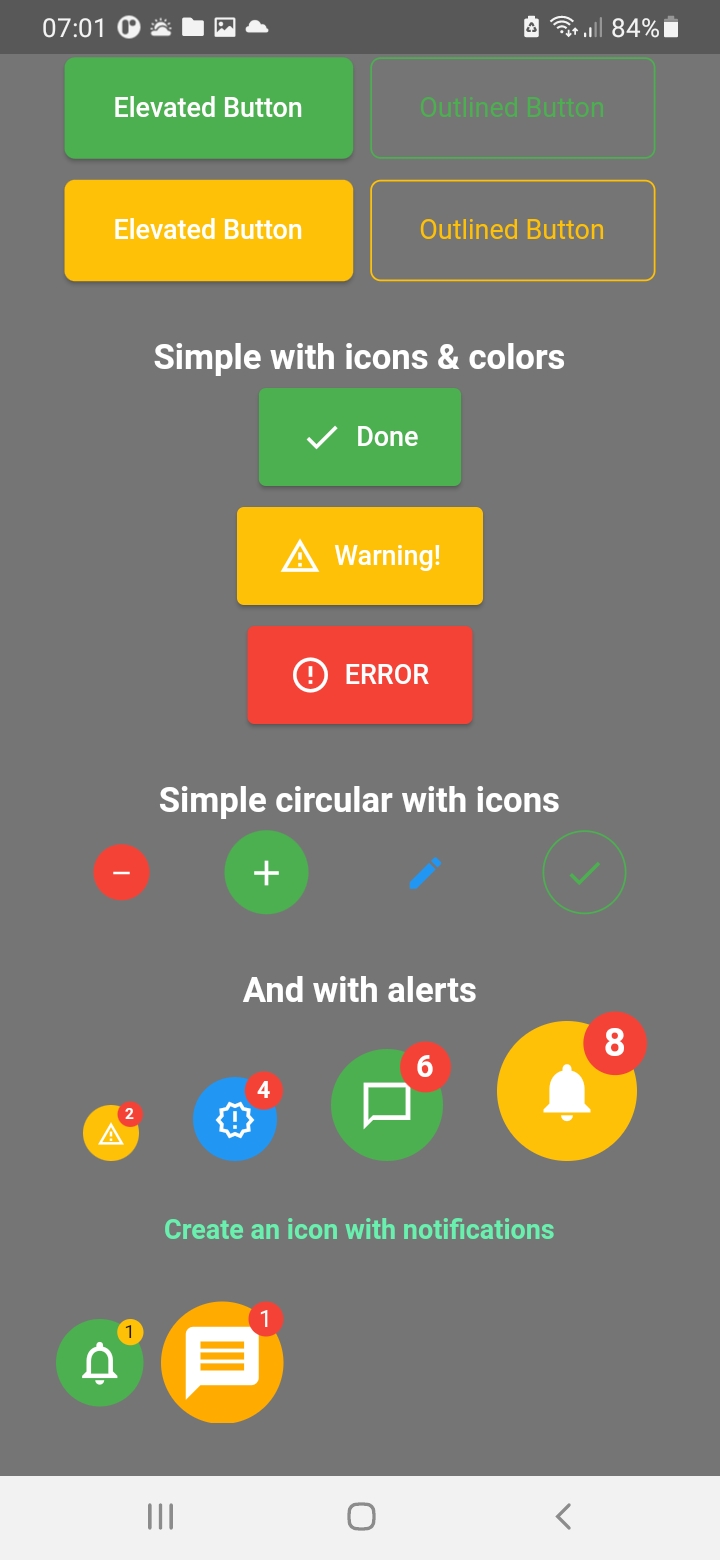 07:01 84%
Elevated Button Outlined Button
Elevated Button Outlined Button
Simple with icons & colors
Done
Warning!
ERROR
Simple circular with icons
And with alerts
2 4 6 8
Create an icon with notifications
1 1